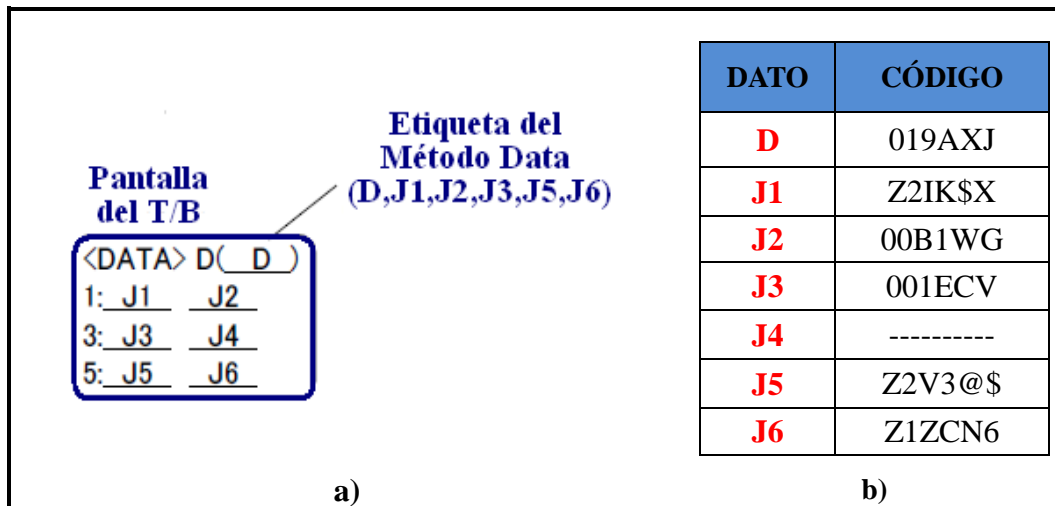 Etiqueta del
Método Data
(D,J1,J2,J3,J5,J6)
Pantalla
del T/B
<DATA> D( D )
1: J1 J2
3: J3 J4
5: J5 J6
a)
DATO CÓDIGO
D 019AXJ
J1 Z2IK$X
J2 00B1WG
J3 001ECV
J4 ----------
J5 Z2V3@$
J6 Z1ZCN6
b)